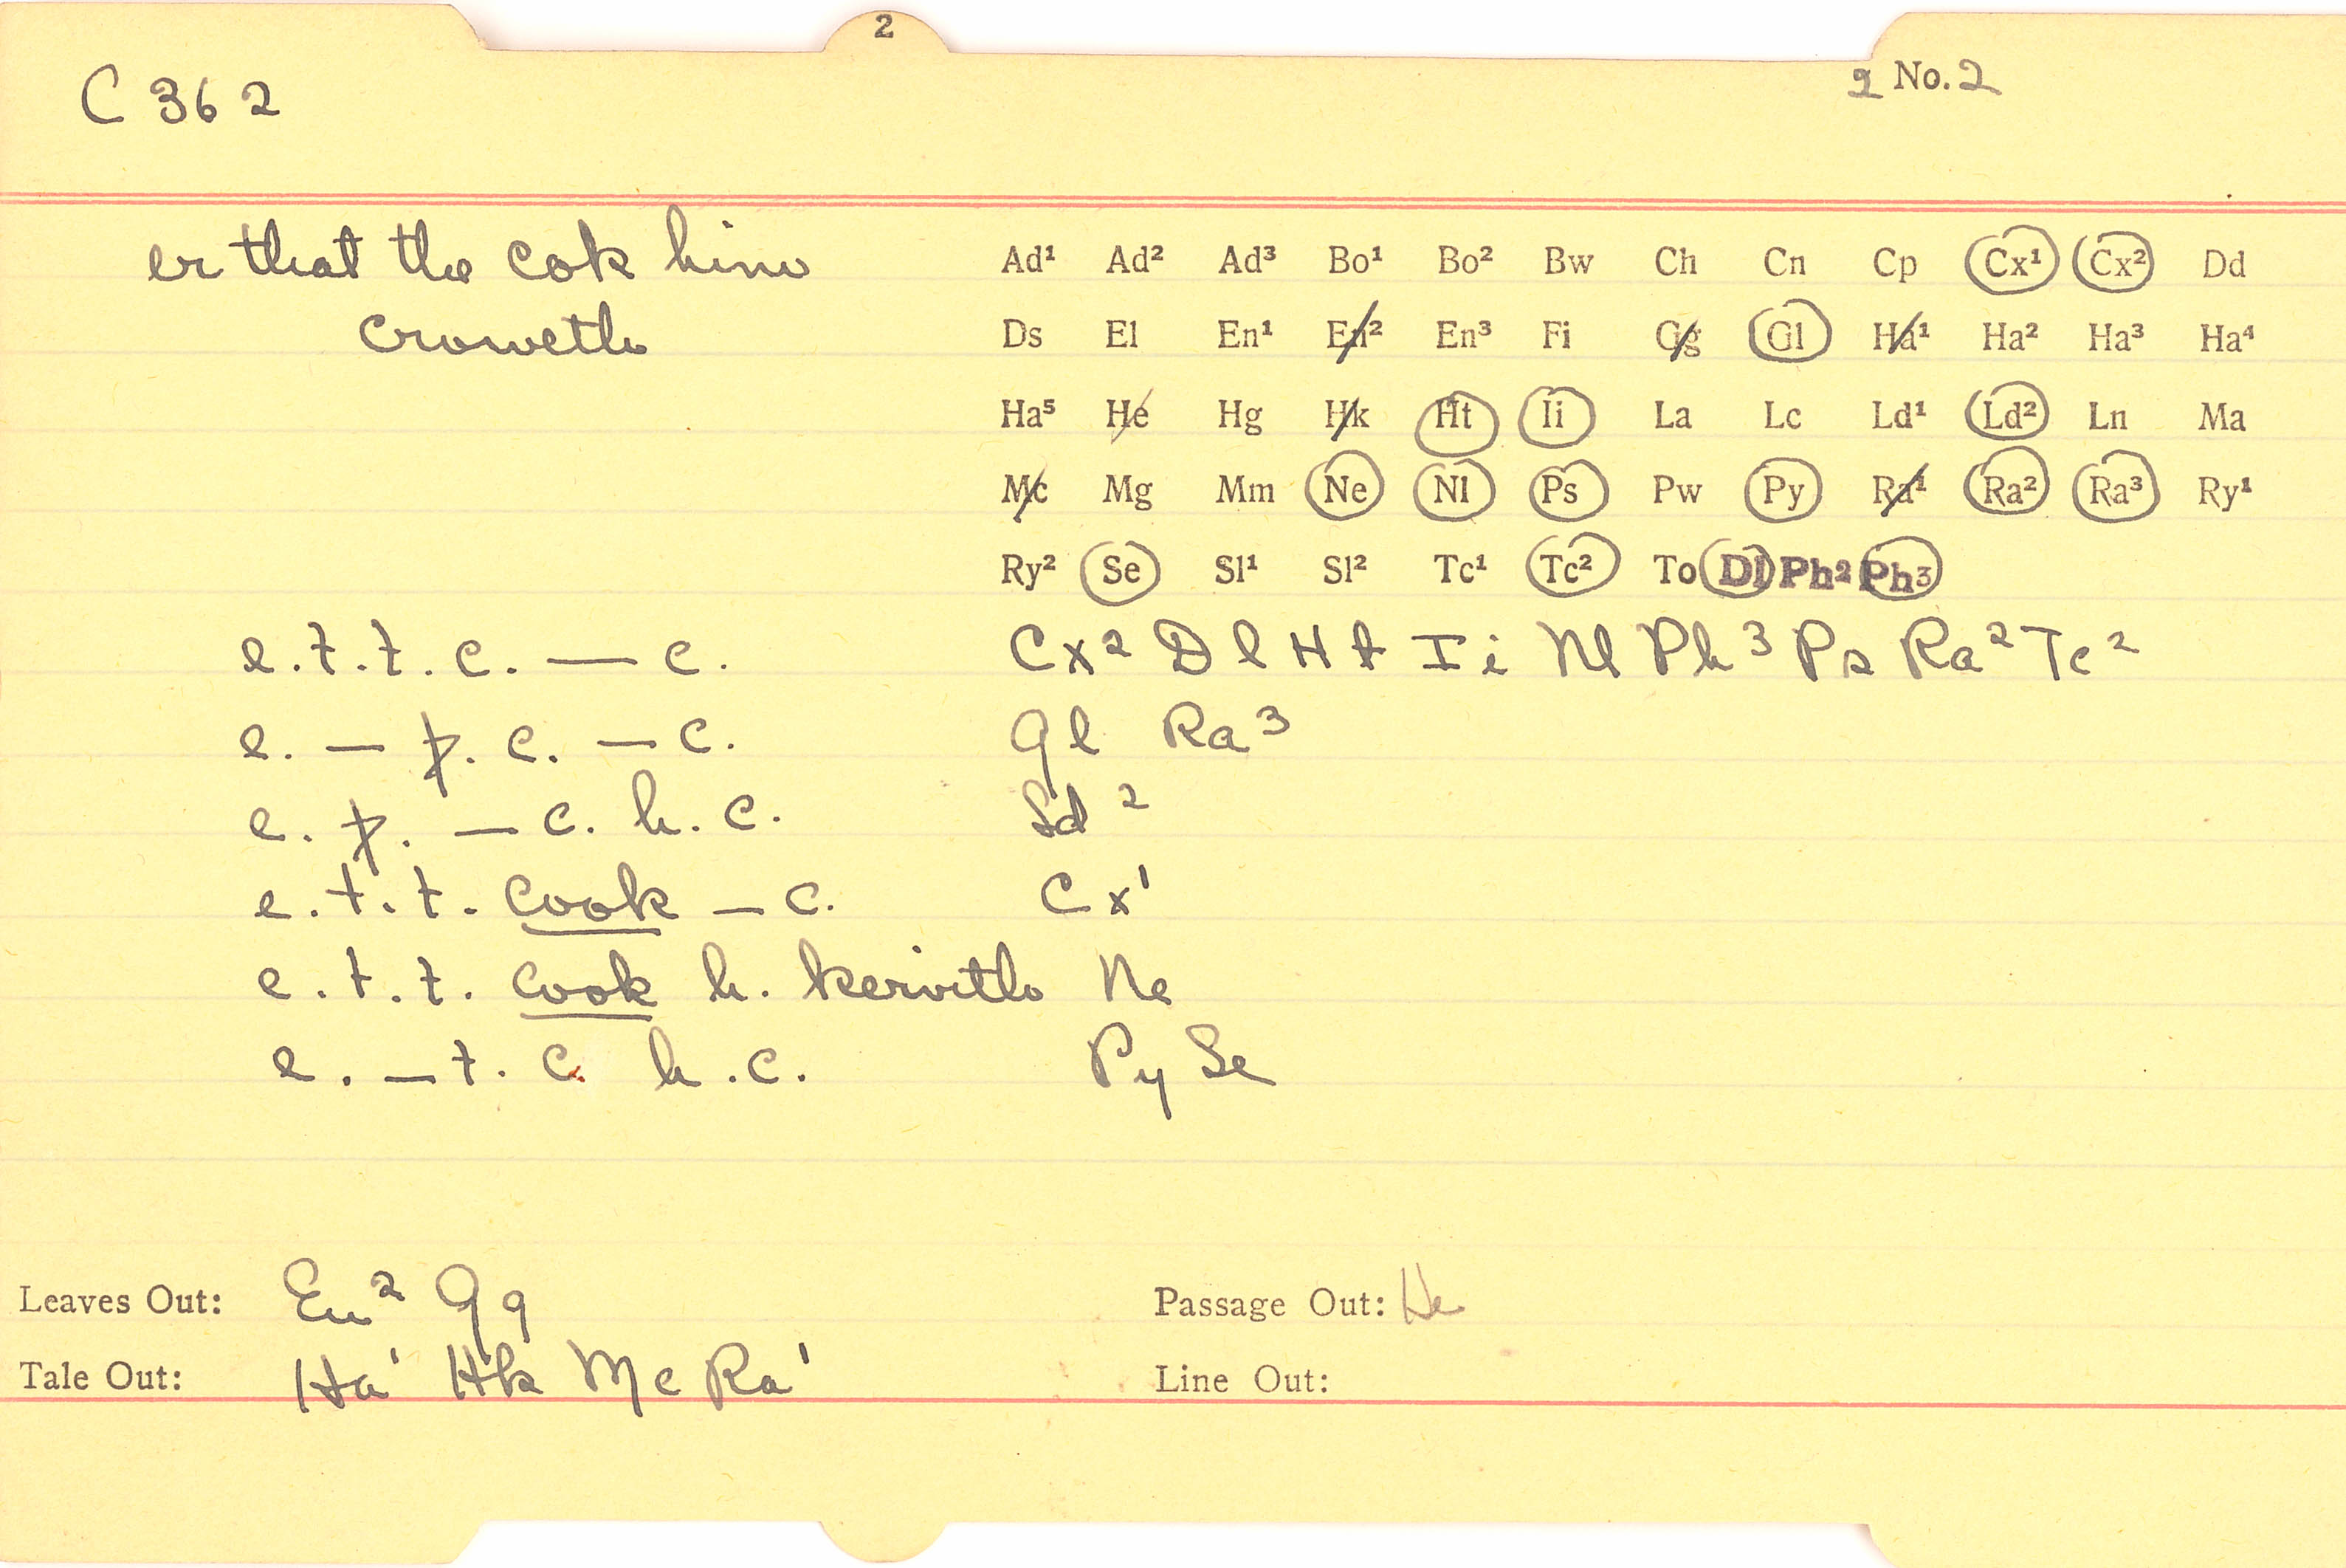 2
C 362
2 No. 2
er that the cok him
croweth
Ad¹ Ad² Ad³ Bo¹ Bo² Bw Ch Cn Cp Cx¹ Cx² Dd
Ds El En¹ En² En³ Fi Gg Gl Ha¹ Ha² Ha³ Ha⁴
Ha⁵ He Hg Hk Ht Ii La Lc Ld¹ Ld² Ln Ma
Mc Mg Mm Ne Nl Ps Pw Py Ra¹ Ra² Ra³ Ry¹
Ry² Se Sl¹ Sl² Tc¹ Tc² To Dl Ph² Ph3
e. t. t. c. — c. Cx² Dl Ht Ii Nl Ph³ Ps Ra² Tc²
e. — þ. c. — c. Gl Ra³
e. þ. — c. h. c. Ld²
e. t. t. cook — c. Cx¹
e. t. t. cook h. kervith Ne
e. — t. c. h. c. Py Se
Leaves Out: En² Gg
Passage Out: He
Tale Out: Ha¹ Hk Mc Ra¹
Line Out: